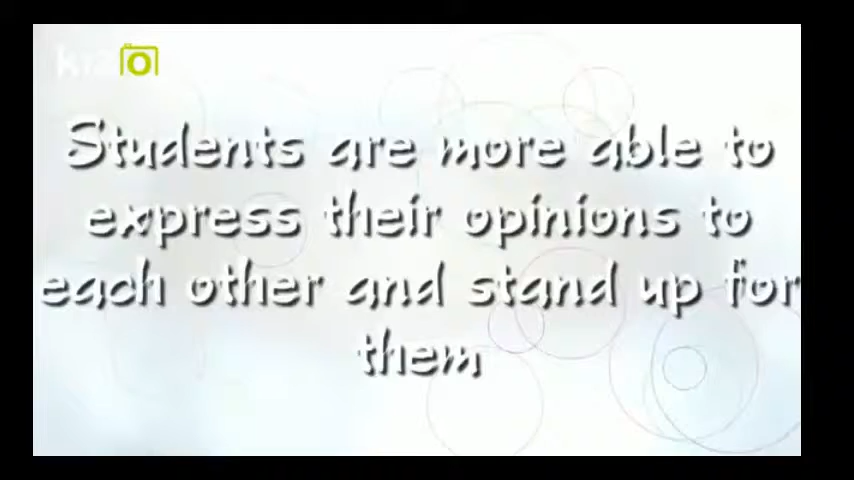 Students are more able to
express their opinions to
each other and stand up for
them